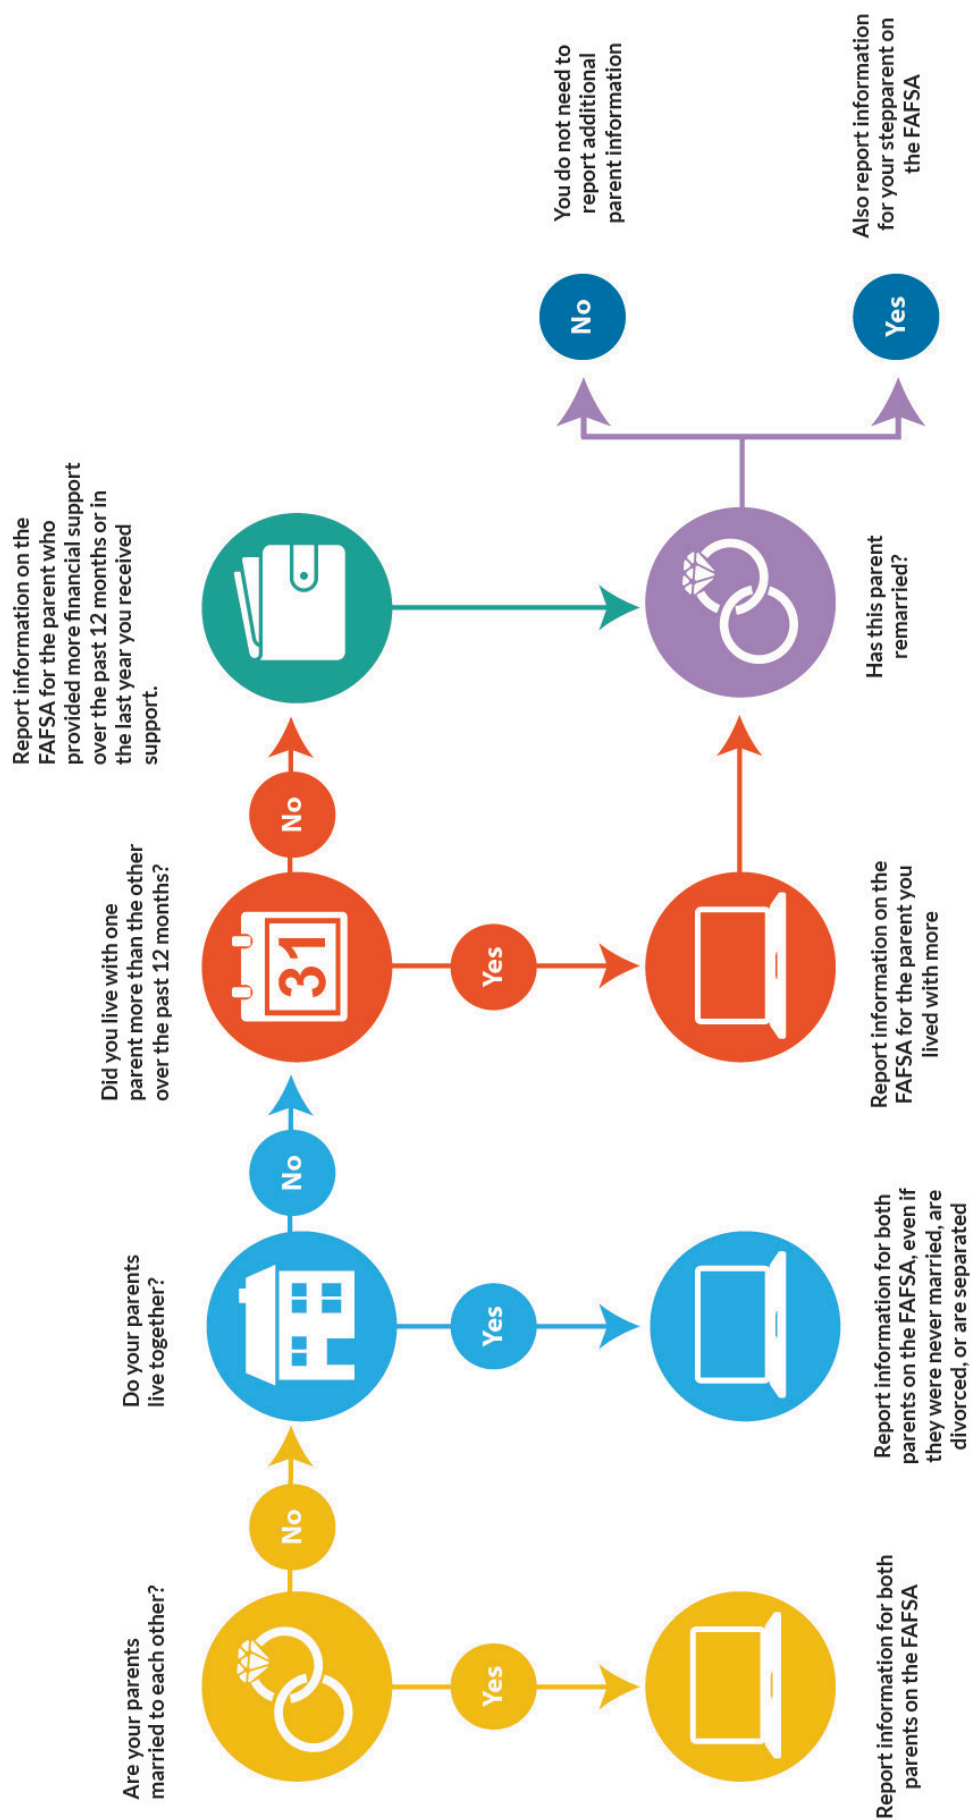 Are your parents
married to each other?
No
Yes
Report information for both
parents on the FAFSA
Do your parents
live together?
No
Yes
Report information for both
parents on the FAFSA, even if
they were never married, are
divorced, or are separated
Did you live with one
parent more than the other
over the past 12 months?
31
No
Yes
Report information on the
FAFSA for the parent you
lived with more
Report information on the
FAFSA for the parent who
provided more financial support
over the past 12 months or in
the last year you received
support.
Has this parent
remarried?
No
You do not need to
report additional
parent information
Yes
Also report information
for your stepparent on
the FAFSA